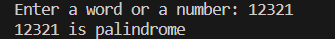 Enter a word or a number: 12321
12321 is palindrome